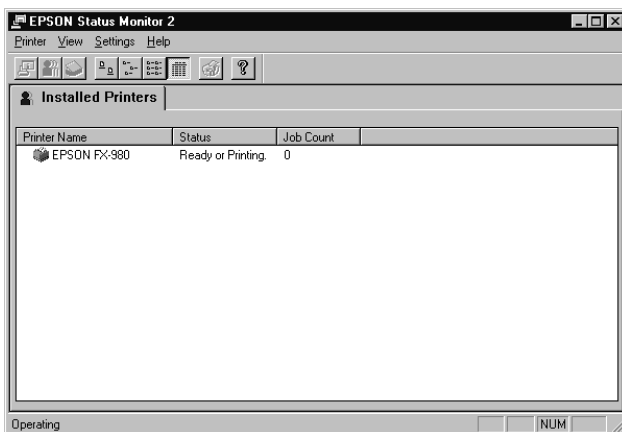 EPSON Status Monitor 2
Printer View Settings Help
Installed Printers
Printer Name Status Job Count
EPSON FX-980 Ready or Printing. 0
Operating NUM